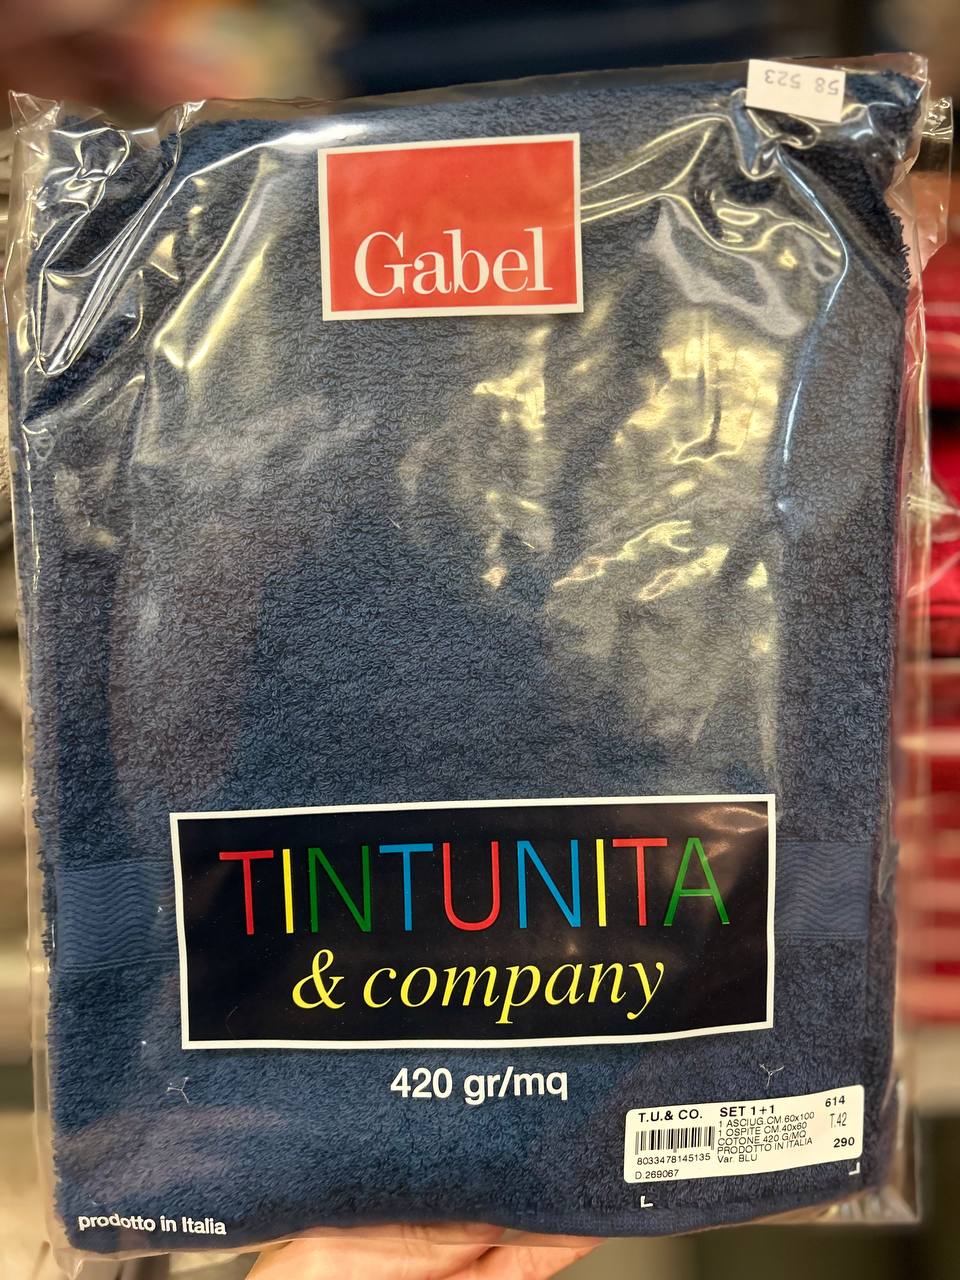 58 523
Gabel
TINTUNITA
& company
420 gr/mq
T.U.& CO. SET 1+1 614
1 ASCIUG.CM.60x100
1 OSPITE CM.40x60 T.42
COTONE 420 G/MQ
PRODOTTO IN ITALIA 290
8033478145135 Var. BLU
D.269067
prodotto in Italia